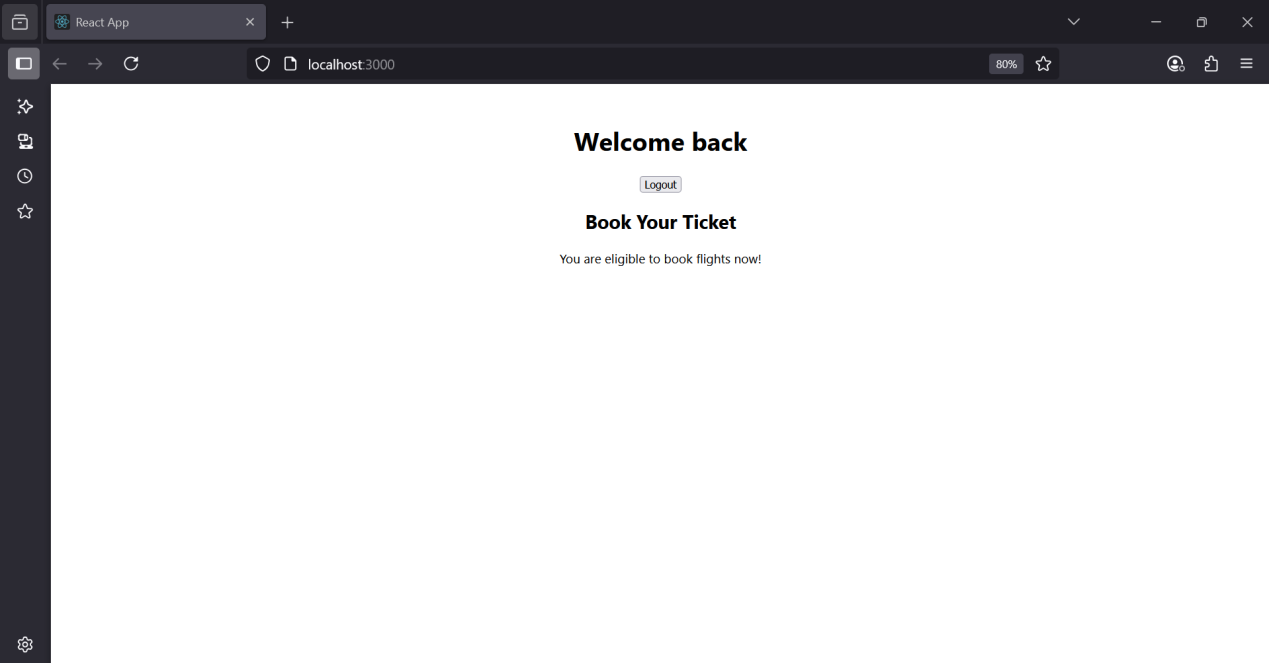 React App
localhost:3000
80%
Welcome back
Logout
Book Your Ticket
You are eligible to book flights now!